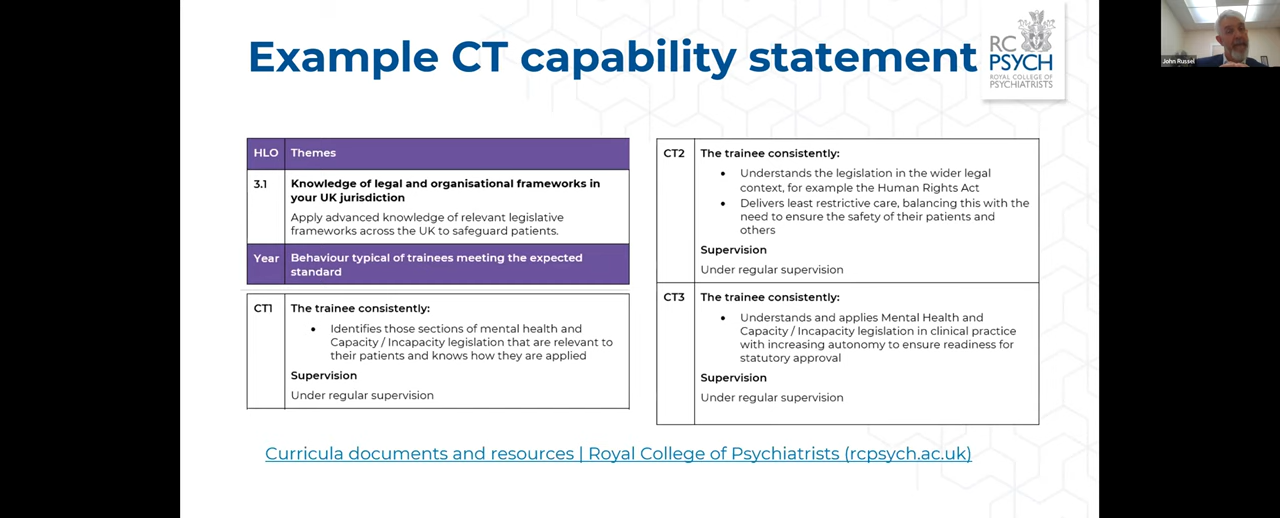 Example CT capability statement
RC
PSYCH
ROYAL COLLEGE OF
PSYCHIATRISTS
John Russel
HLO Themes
3.1 Knowledge of legal and organisational frameworks in
your UK jurisdiction
Apply advanced knowledge of relevant legislative
frameworks across the UK to safeguard patients.
Year Behaviour typical of trainees meeting the expected
standard
CT1 The trainee consistently:
• Identifies those sections of mental health and
Capacity / Incapacity legislation that are relevant to
their patients and knows how they are applied
Supervision
Under regular supervision
CT2 The trainee consistently:
• Understands the legislation in the wider legal
context, for example the Human Rights Act
• Delivers least restrictive care, balancing this with the
need to ensure the safety of their patients and
others
Supervision
Under regular supervision
CT3 The trainee consistently:
• Understands and applies Mental Health and
Capacity / Incapacity legislation in clinical practice
with increasing autonomy to ensure readiness for
statutory approval
Supervision
Under regular supervision
Curricula documents and resources | Royal College of Psychiatrists (rcpsych.ac.uk)